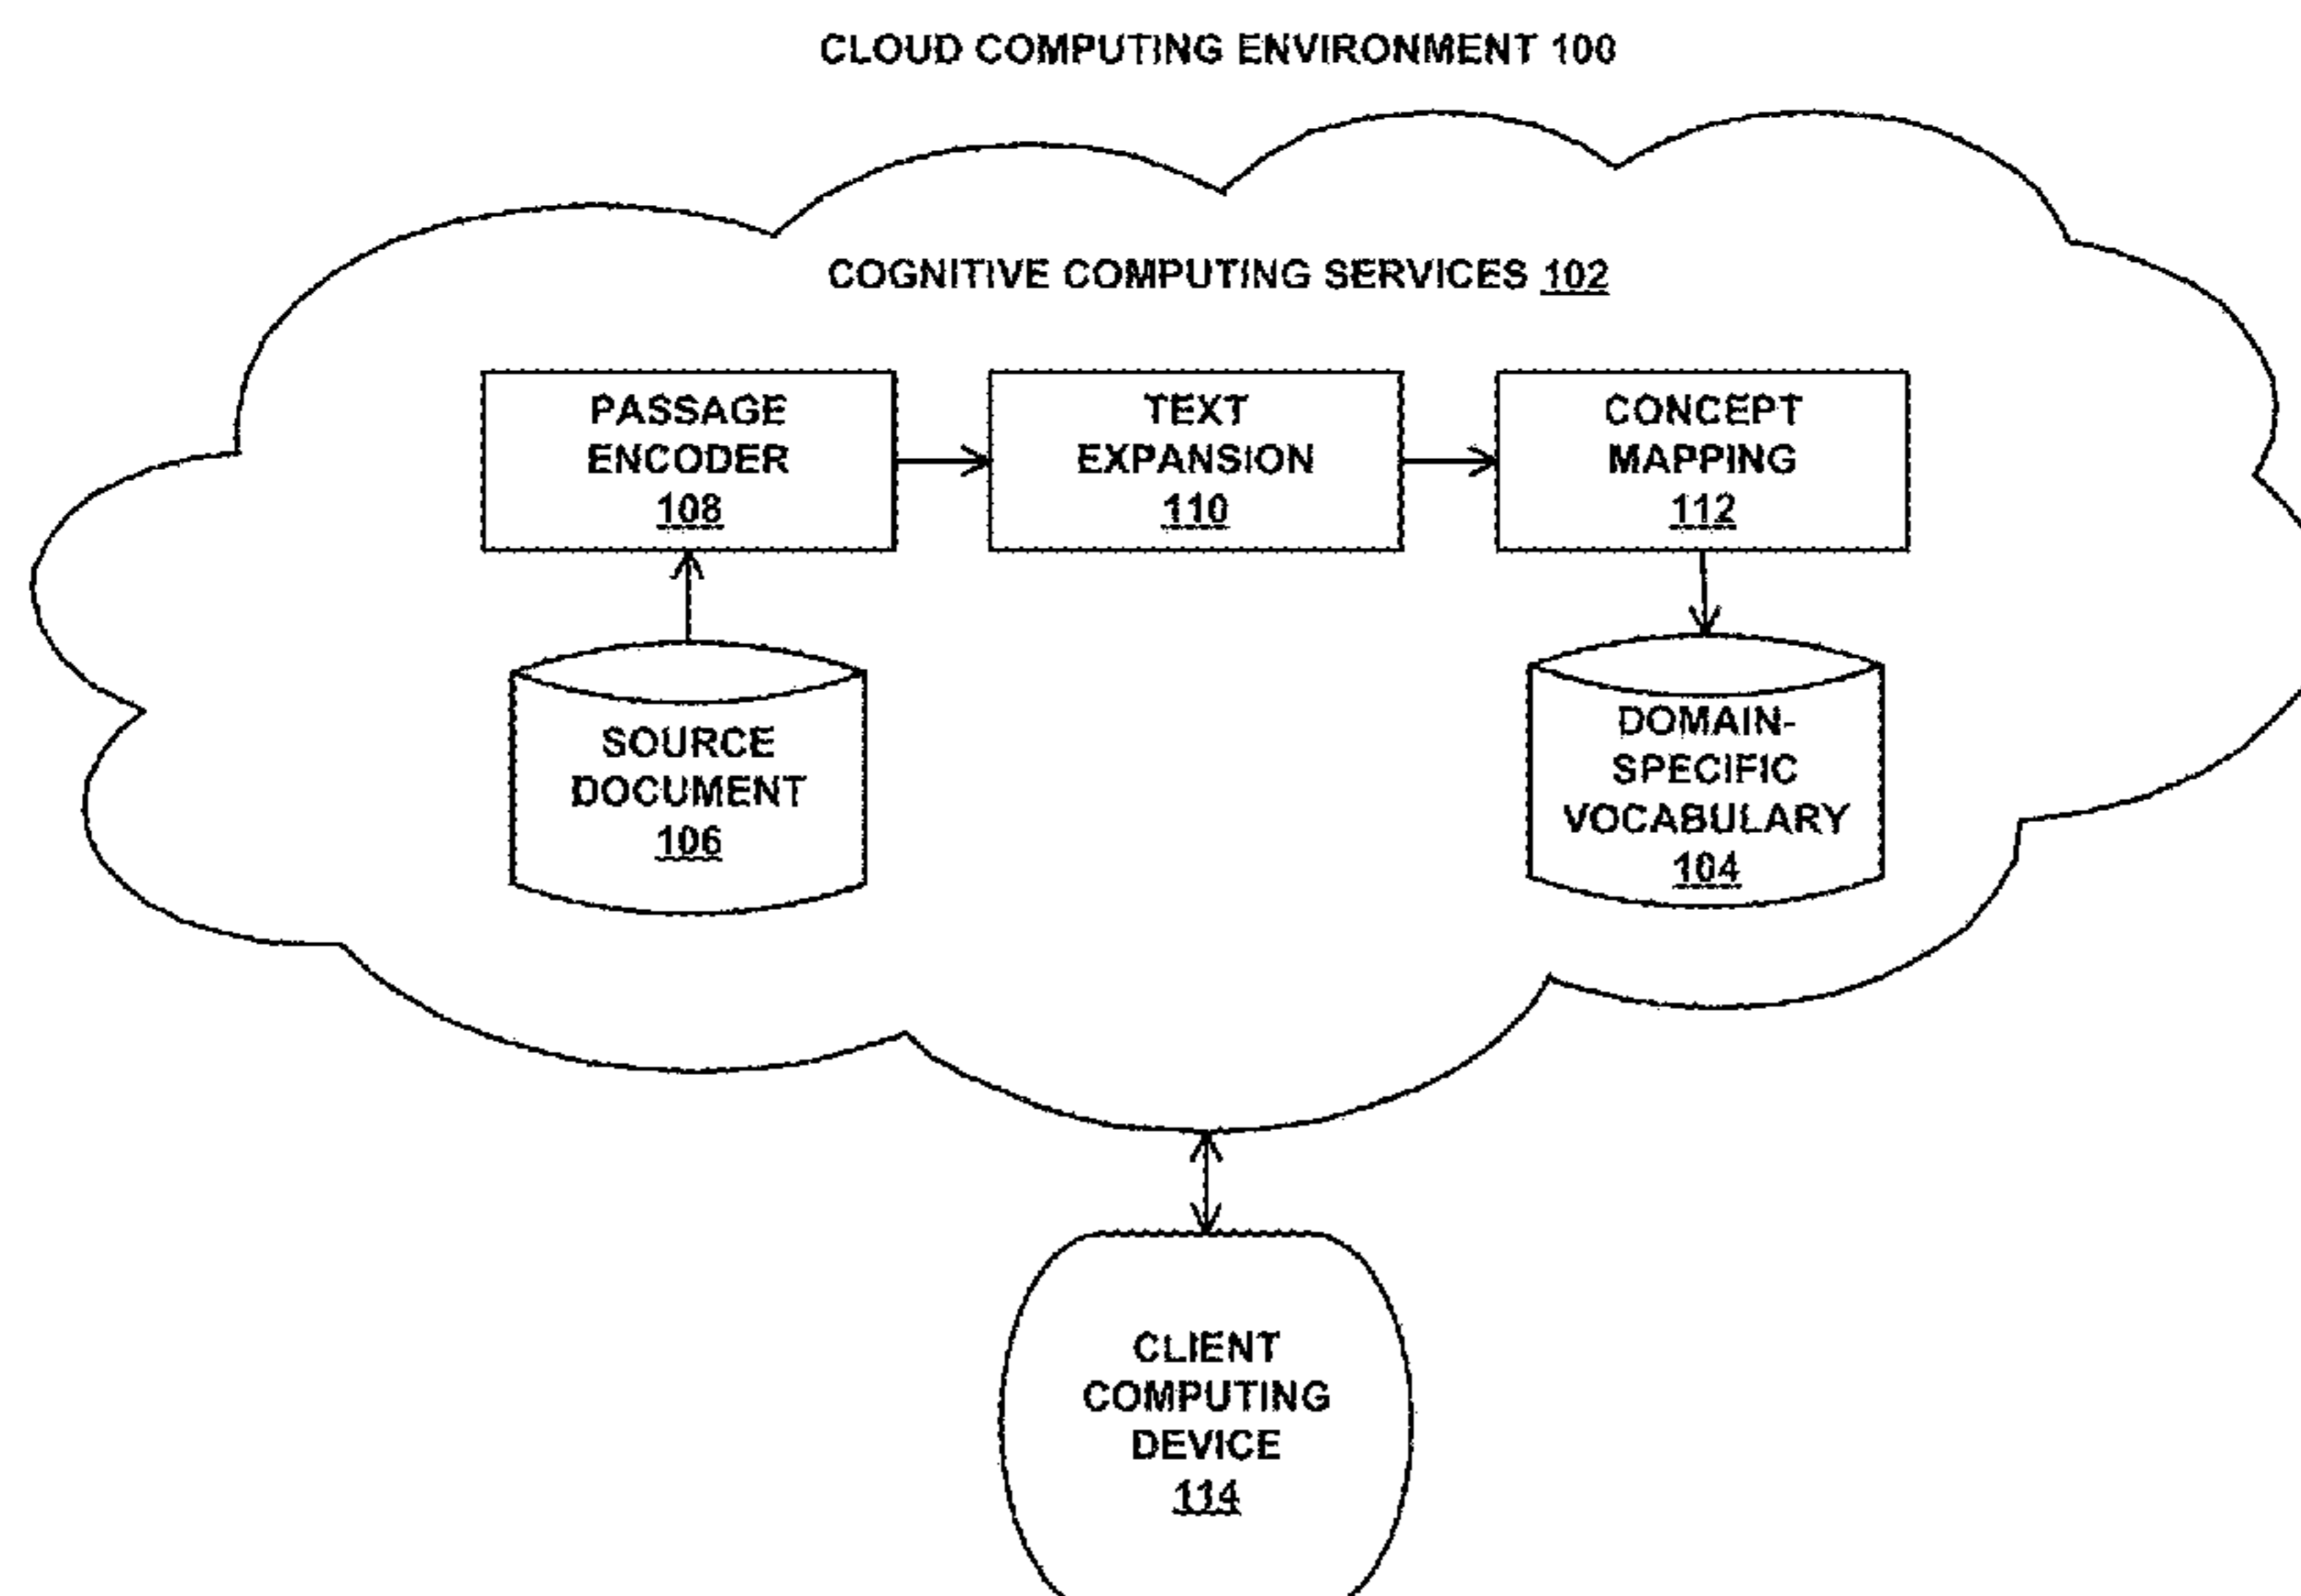 CLOUD COMPUTING ENVIRONMENT 100
COGNITIVE COMPUTING SERVICES 102
PASSAGE
ENCODER
108
TEXT
EXPANSION
110
CONCEPT
MAPPING
112
SOURCE
DOCUMENT
106
DOMAIN-
SPECIFIC
VOCABULARY
104
CLIENT
COMPUTING
DEVICE
114